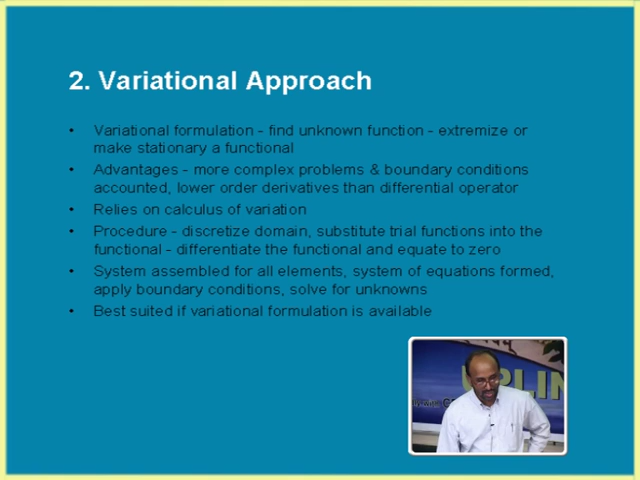 2. Variational Approach
• Variational formulation - find unknown function - extremize or
make stationary a functional
• Advantages - more complex problems & boundary conditions
accounted, lower order derivatives than differential operator
• Relies on calculus of variation
• Procedure - discretize domain, substitute trial functions into the
functional - differentiate the functional and equate to zero
• System assembled for all elements, system of equations formed,
apply boundary conditions, solve for unknowns
• Best suited if variational formulation is available